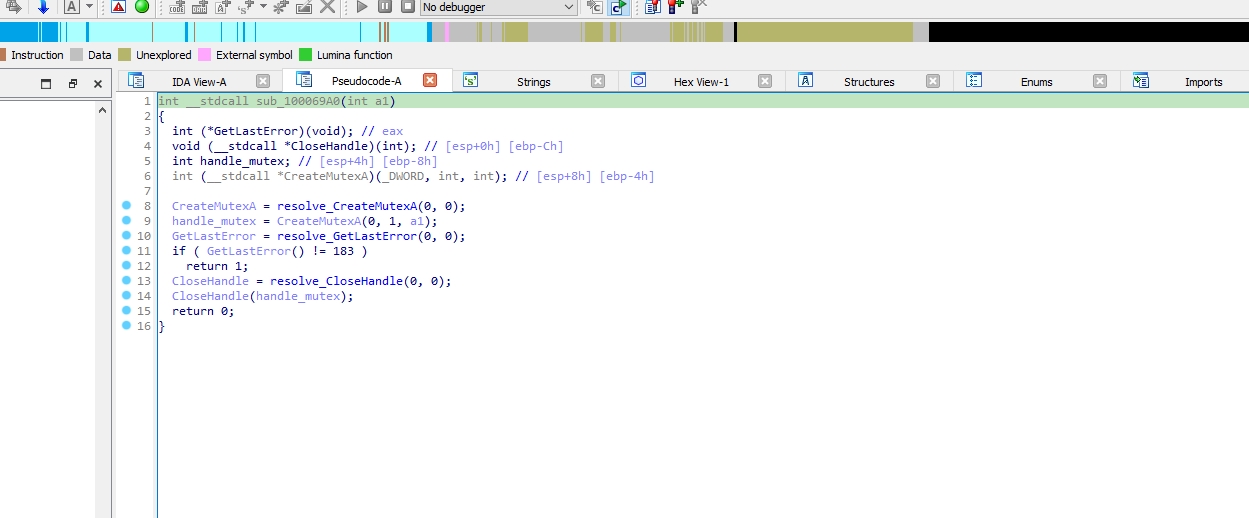 No debugger
Instruction Data Unexplored External symbol Lumina function
IDA View-A Pseudocode-A Strings Hex View-1 Structures Enums Imports
1 int __stdcall sub_100069A0(int a1)
2 {
3 int (*GetLastError)(void); // eax
4 void (__stdcall *CloseHandle)(int); // [esp+0h] [ebp-Ch]
5 int handle_mutex; // [esp+4h] [ebp-8h]
6 int (__stdcall *CreateMutexA)(_DWORD, int, int); // [esp+8h] [ebp-4h]
7
8 CreateMutexA = resolve_CreateMutexA(0, 0);
9 handle_mutex = CreateMutexA(0, 1, a1);
10 GetLastError = resolve_GetLastError(0, 0);
11 if ( GetLastError() != 183 )
12 return 1;
13 CloseHandle = resolve_CloseHandle(0, 0);
14 CloseHandle(handle_mutex);
15 return 0;
16 }